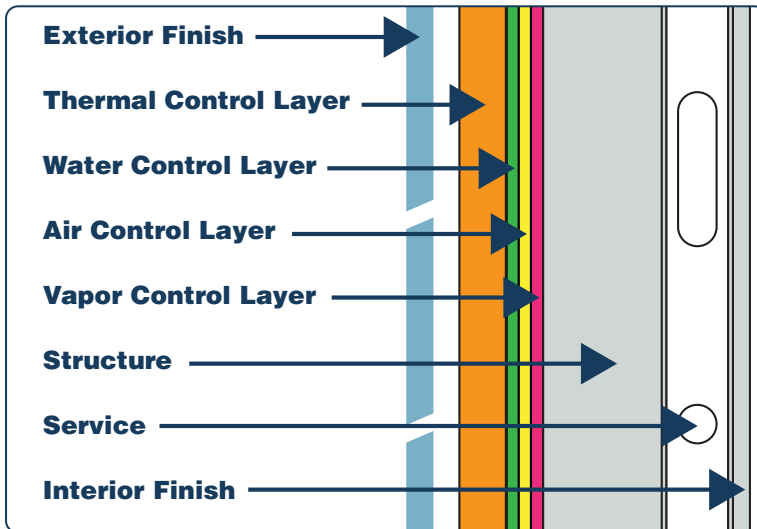 Exterior Finish
Thermal Control Layer
Water Control Layer
Air Control Layer
Vapor Control Layer
Structure
Service
Interior Finish